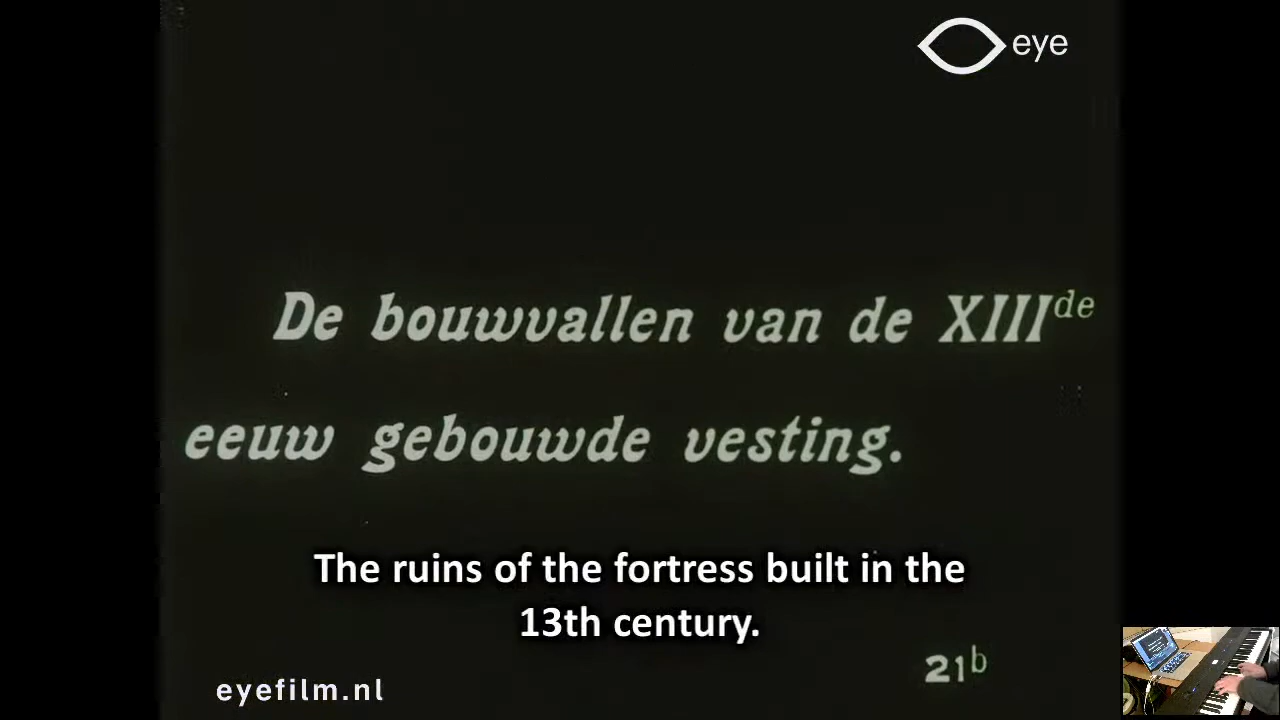 eye
De bouwvallen van de XIIIde
eeuw gebouwde vesting.
The ruins of the fortress built in the
13th century.
21b
eyefilm.nl